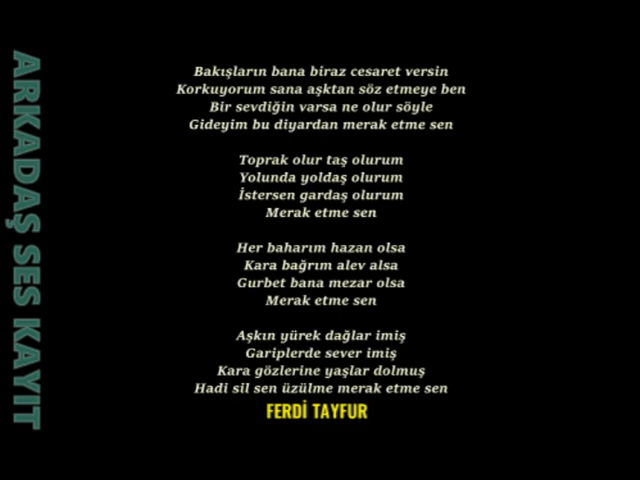 ARKADAŞ SES KAYIT
Bakışların bana biraz cesaret versin
Korkuyorum sana aşktan söz etmeye ben
Bir sevdiğin varsa ne olur söyle
Gideyim bu diyardan merak etme sen
Toprak olur taş olurum
Yolunda yoldaş olurum
İstersen gardaş olurum
Merak etme sen
Her baharım hazan olsa
Kara bağrım alev alsa
Gurbet bana mezar olsa
Merak etme sen
Aşkın yürek dağlar imiş
Gariplerde sever imiş
Kara gözlerine yaşlar dolmuş
Hadi sil sen üzülme merak etme sen
FERDİ TAYFUR